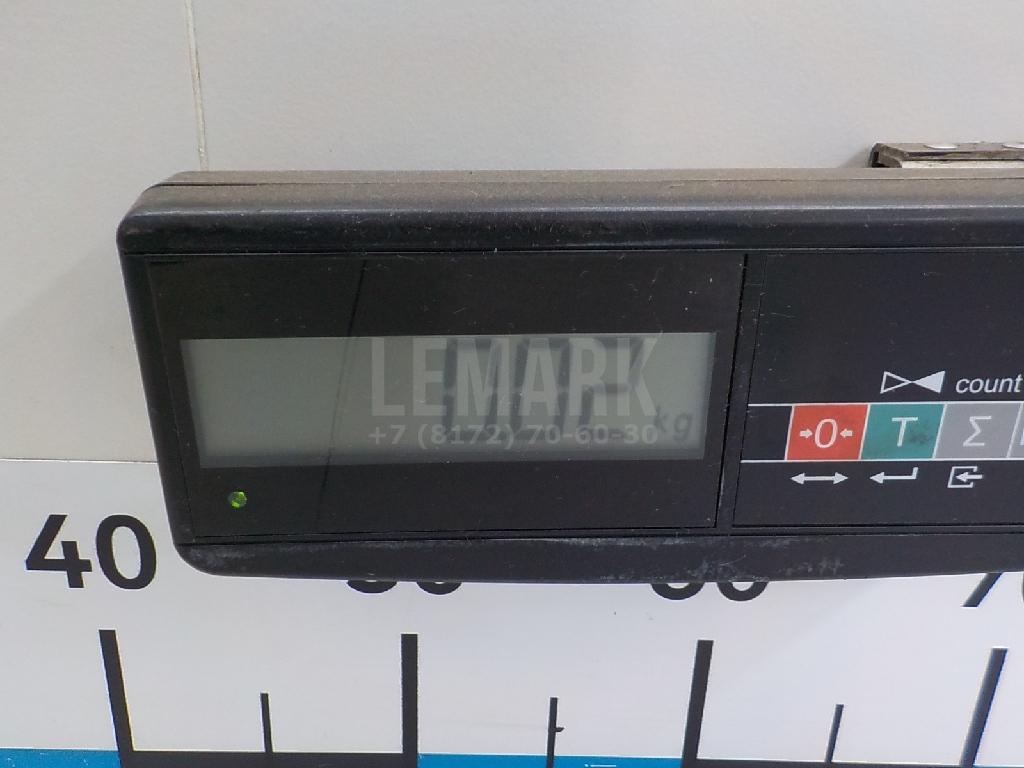 LEMARK
+7 (8172) 70-60-30
kg
count
→0← T Σ
40